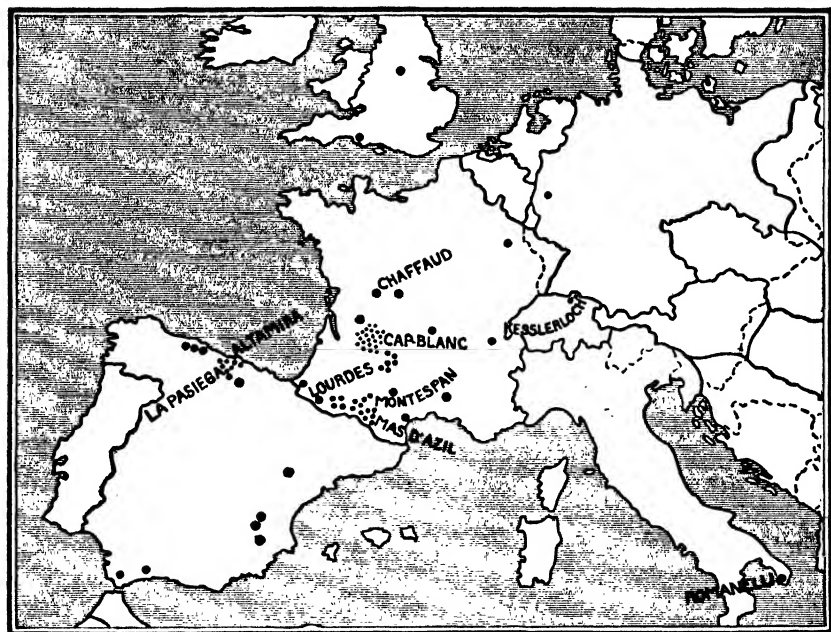 CHAFFAUD
KESSLERLOCH
ALTAMIRA
CAP-BLANC
LA PASIEGA
LOURDES
MONTESPAN
MAS D'AZIL
ROMANELLI